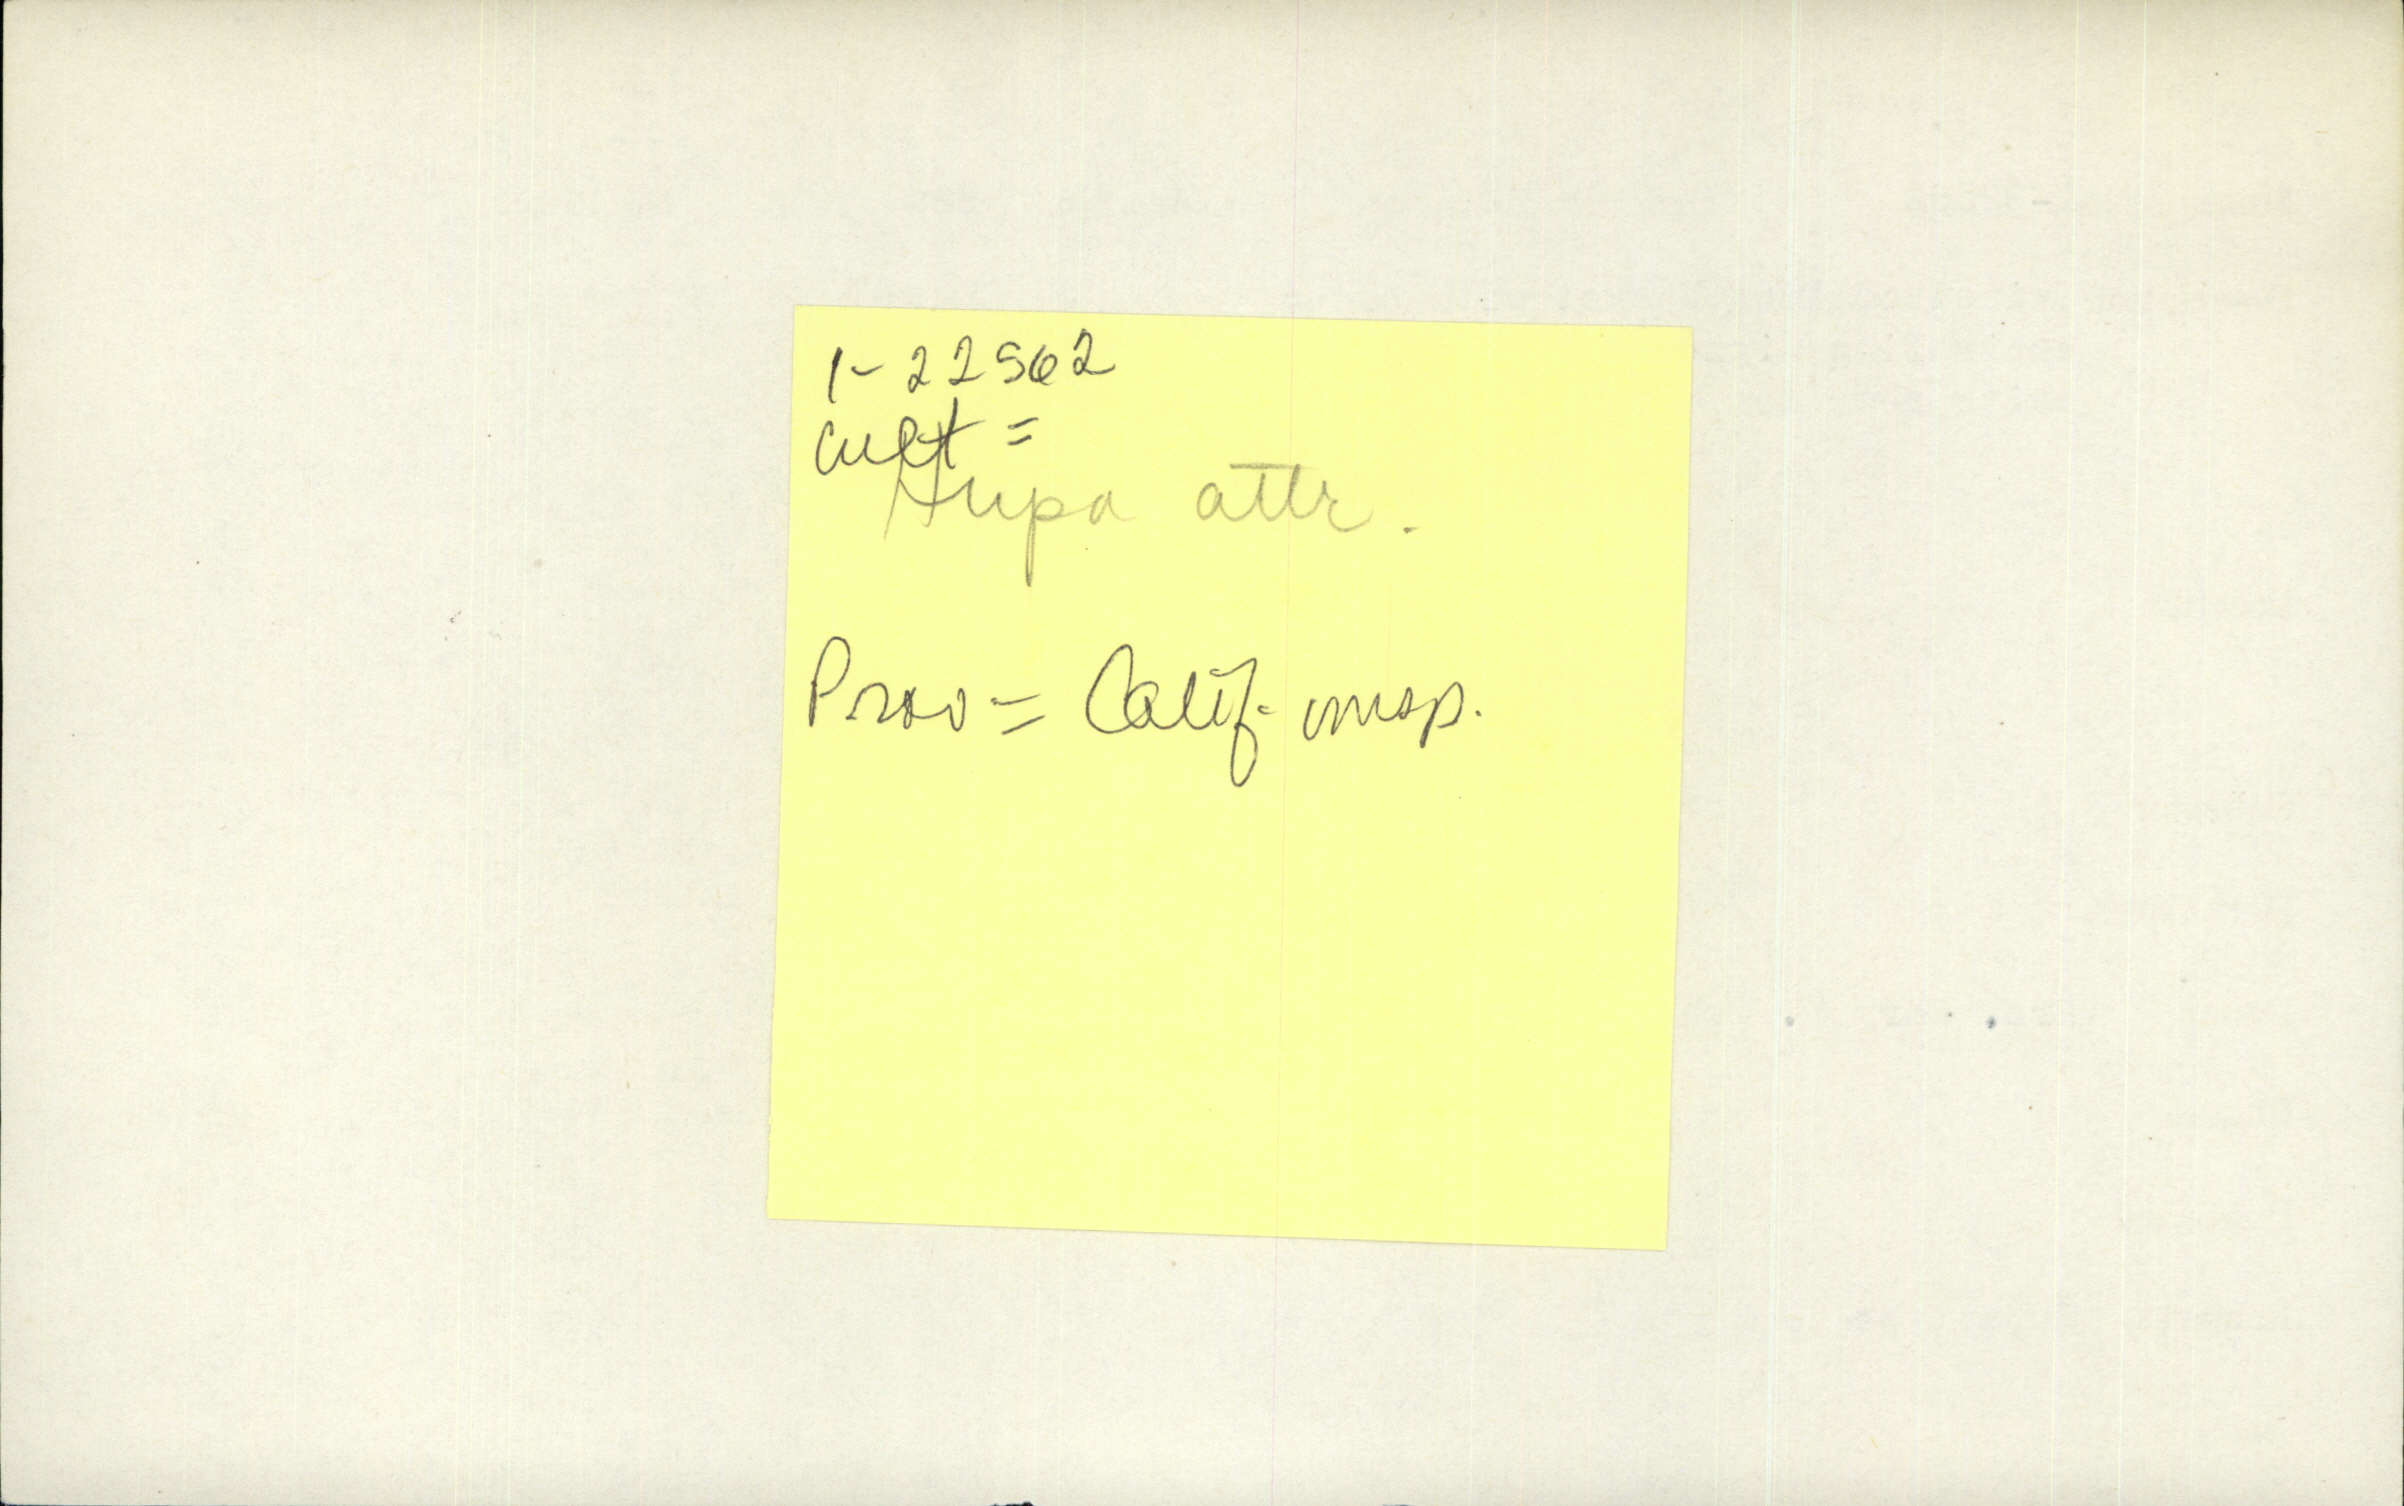 1-22562
cult =
Hupa attr.
Prov = Calif. unsp.